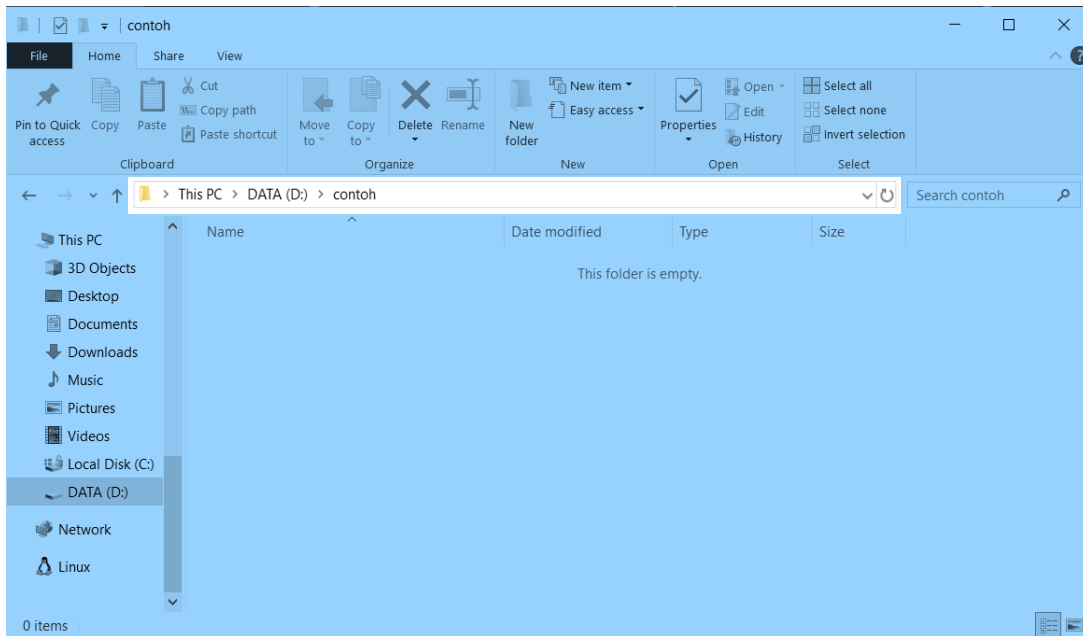 contoh
File Home Share View
Pin to Quick access
Copy
Paste
Cut
Copy path
Paste shortcut
Clipboard
Move to
Copy to
Delete
Rename
Organize
New folder
New item
Easy access
New
Properties
Open
Edit
History
Open
Select all
Select none
Invert selection
Select
This PC > DATA (D:) > contoh
Search contoh
Name Date modified Type Size
This folder is empty.
This PC
3D Objects
Desktop
Documents
Downloads
Music
Pictures
Videos
Local Disk (C:)
DATA (D:)
Network
Linux
0 items